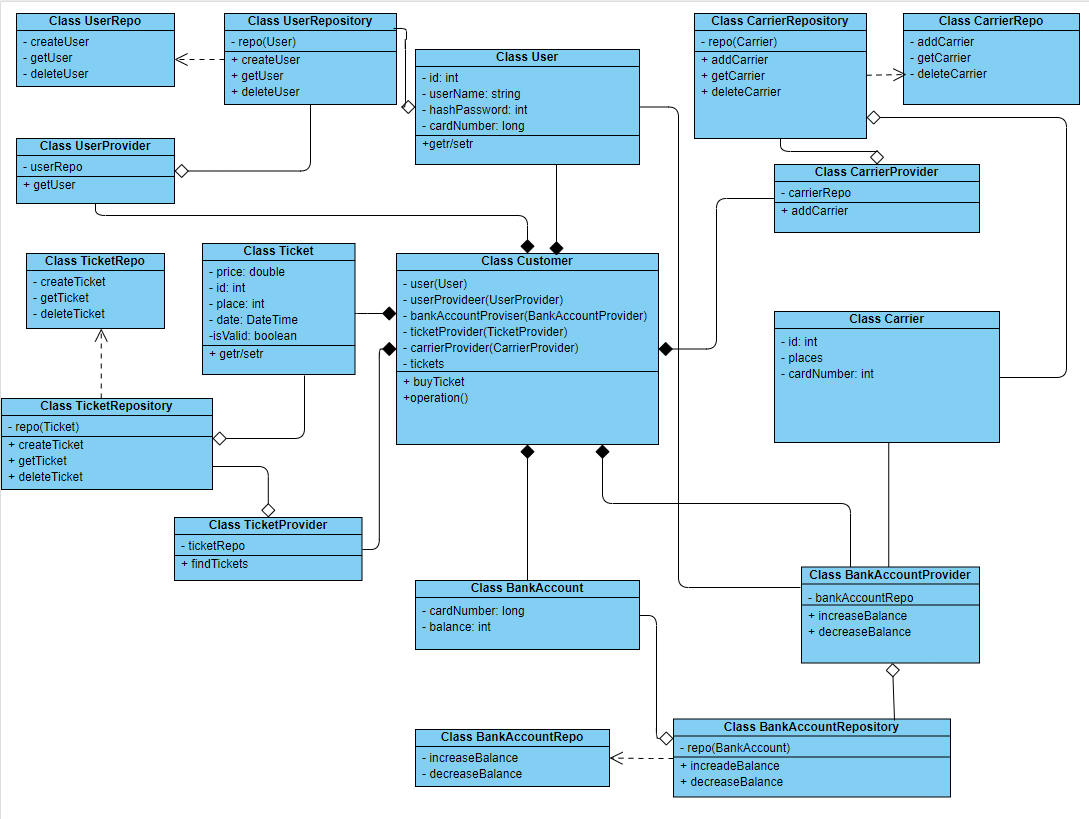 Class UserRepo
- createUser
- getUser
- deleteUser
Class UserRepository
- repo(User)
+ createUser
+ getUser
+ deleteUser
Class User
- id: int
- userName: string
- hashPassword: int
- cardNumber: long
+getr/setr
Class CarrierRepository
- repo(Carrier)
+ addCarrier
+ getCarrier
+ deleteCarrier
Class CarrierRepo
- addCarrier
- getCarrier
- deleteCarrier
Class UserProvider
- userRepo
+ getUser
Class CarrierProvider
- carrierRepo
+ addCarrier
Class TicketRepo
- createTicket
- getTicket
- deleteTicket
Class Ticket
- price: double
- id: int
- place: int
- date: DateTime
-isValid: boolean
+ getr/setr
Class Customer
- user(User)
- userProvideer(UserProvider)
- bankAccountProviser(BankAccountProvider)
- ticketProvider(TicketProvider)
- carrierProvider(CarrierProvider)
- tickets
+ buyTicket
+operation()
Class Carrier
- id: int
- places
- cardNumber: int
Class TicketRepository
- repo(Ticket)
+ createTicket
+ getTicket
+ deleteTicket
Class TicketProvider
- ticketRepo
+ findTickets
Class BankAccount
- cardNumber: long
- balance: int
Class BankAccountProvider
- bankAccountRepo
+ increaseBalance
+ decreaseBalance
Class BankAccountRepo
- increaseBalance
- decreaseBalance
Class BankAccountRepository
- repo(BankAccount)
+ increadeBalance
+ decreaseBalance